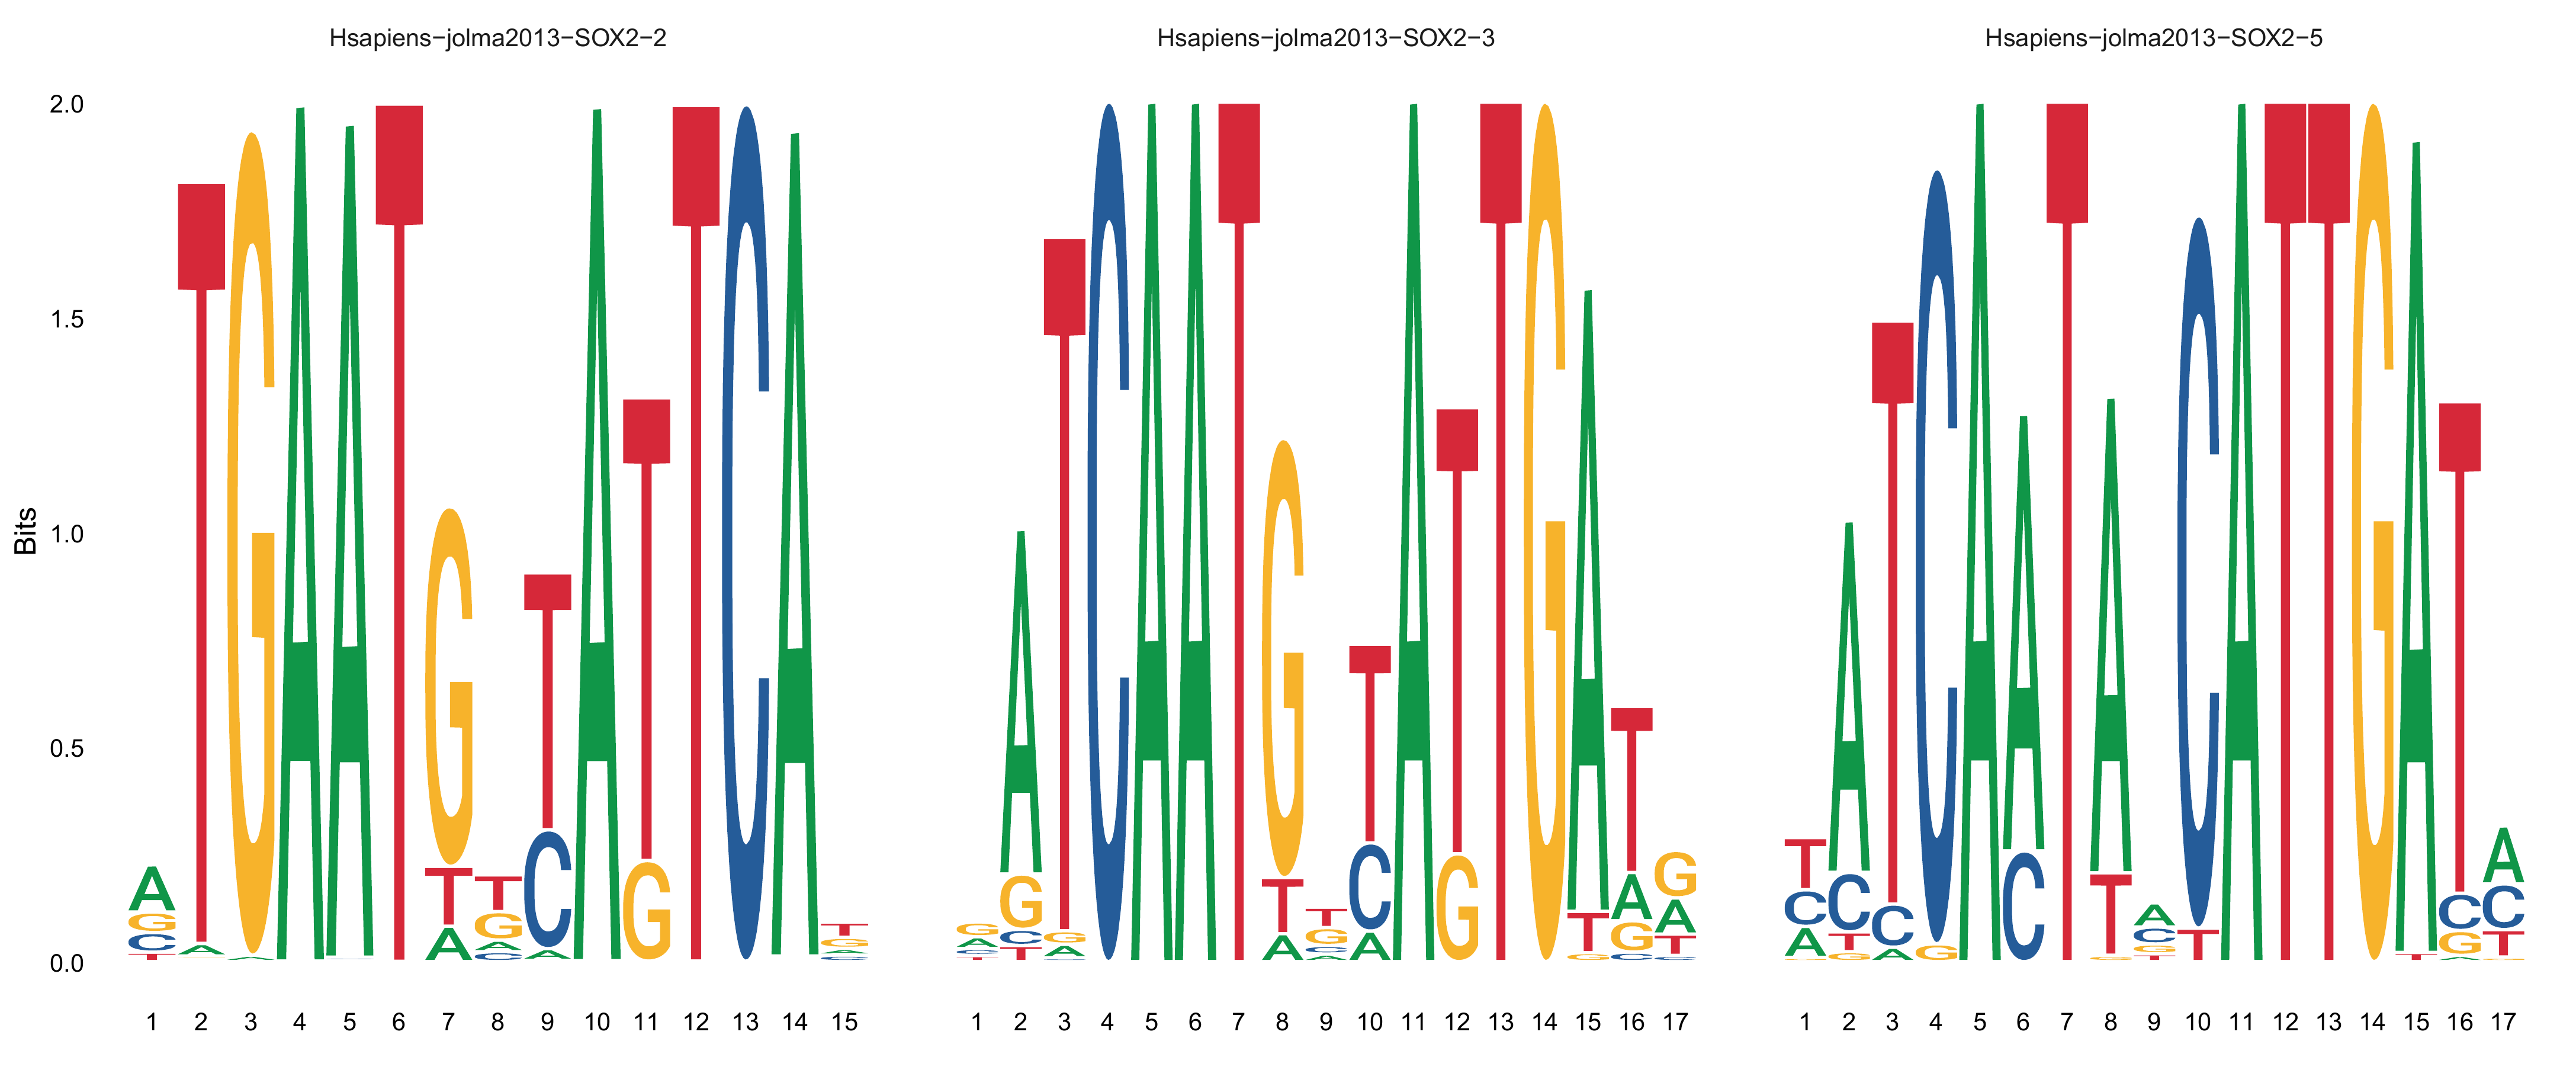 Hsapiens−jolma2013−SOX2−2 Hsapiens−jolma2013−SOX2−3 Hsapiens−jolma2013−SOX2−5
2.0
1.5
1.0
0.5
0.0
Bits
A G C T
T A
G A
A
A
T
G T A
T G A C
T C A
A
T G
T
C
A
T G A C
1 2 3 4 5 6 7 8 9 10 11 12 13 14 15
G A C T
A G C T
T G A
C
A
A
T
G T A
T G C A
T C A
A
T G
T
G
A T G
T A G C
G A T C
1 2 3 4 5 6 7 8 9 10 11 12 13 14 15 16 17
T C A
A C T G
T C A
C G
A
A C
T
A T G
A C G T
C T
A
T
T
G
A T
T C G A
A C T
1 2 3 4 5 6 7 8 9 10 11 12 13 14 15 16 17